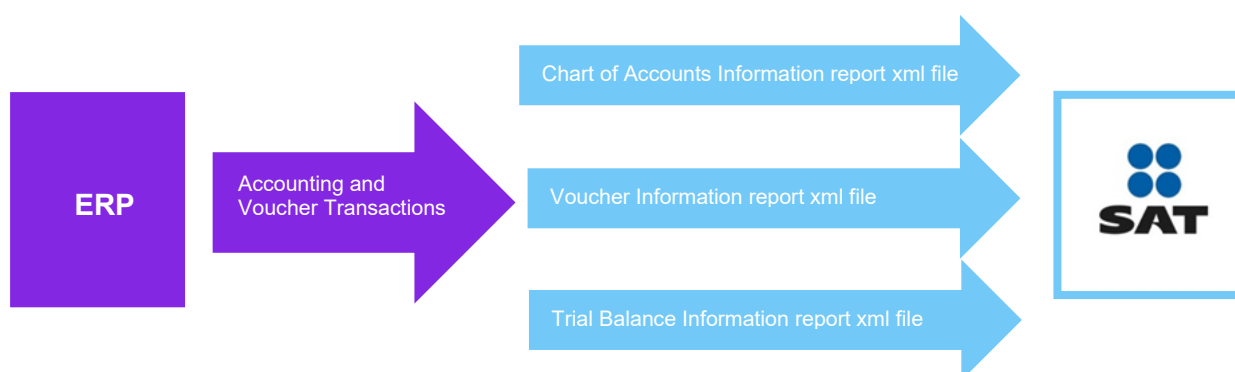 ERP
Accounting and
Voucher Transactions
Chart of Accounts Information report xml file
Voucher Information report xml file
Trial Balance Information report xml file
SAT